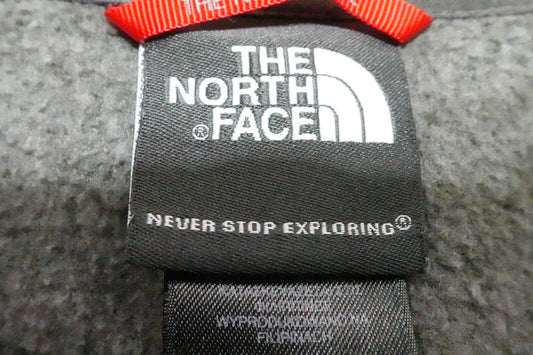 THE
NORTH
® FACE
NEVER STOP EXPLORING®
WYPRODUKOWANO NA
FILIPINACH